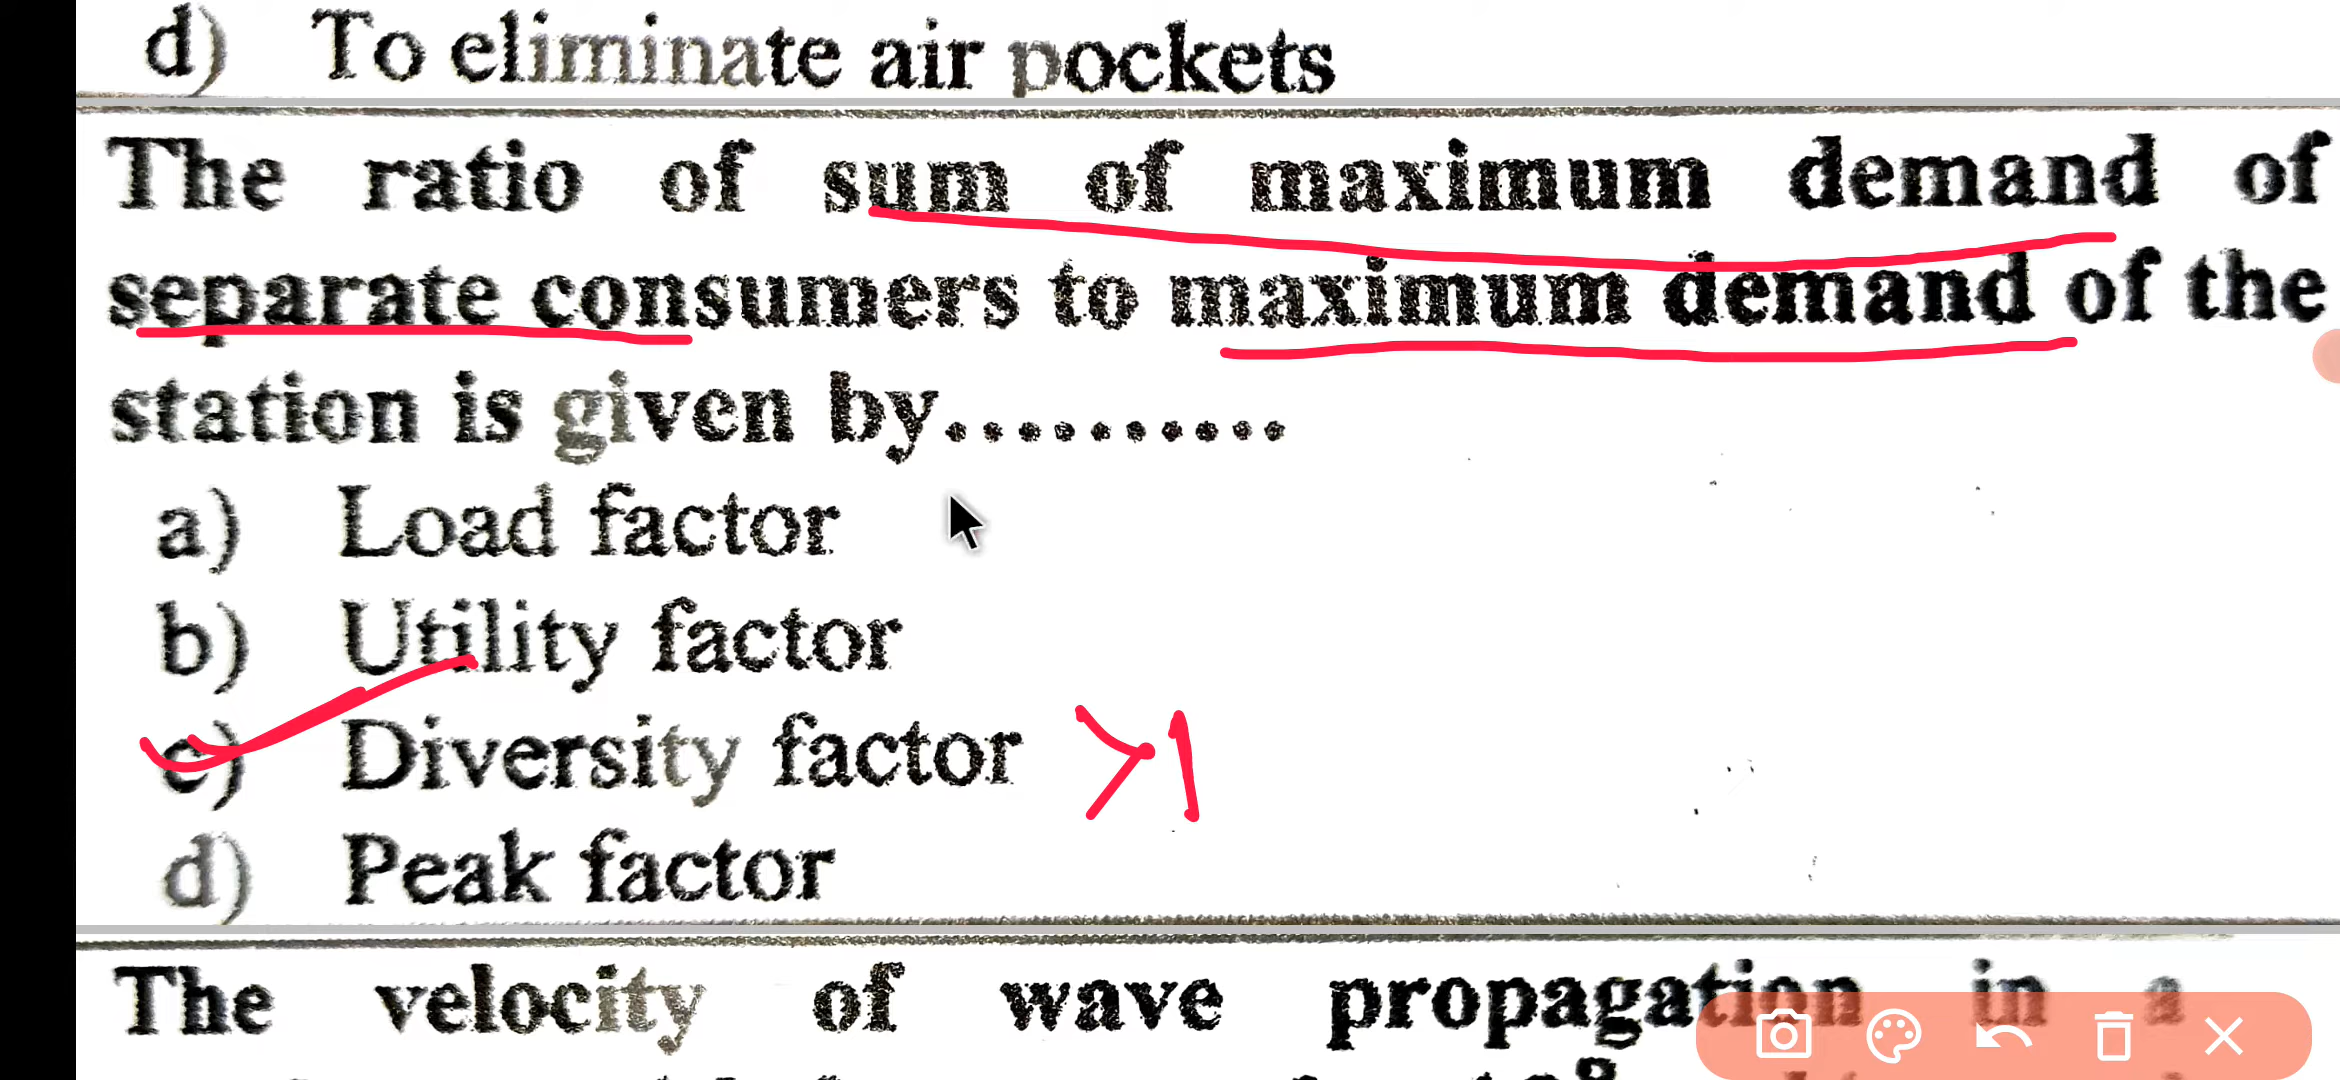 d) To eliminate air pockets
The ratio of sum of maximum demand of
separate consumers to maximum demand of the
station is given by..........
a) Load factor
b) Utility factor
c) Diversity factor >1
d) Peak factor
The velocity of wave propagation in a